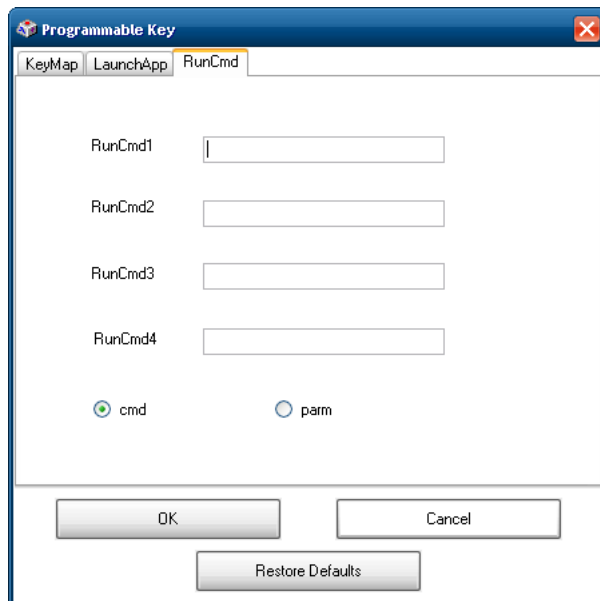 Programmable Key
KeyMap LaunchApp RunCmd
RunCmd1
RunCmd2
RunCmd3
RunCmd4
cmd parm
OK Cancel
Restore Defaults